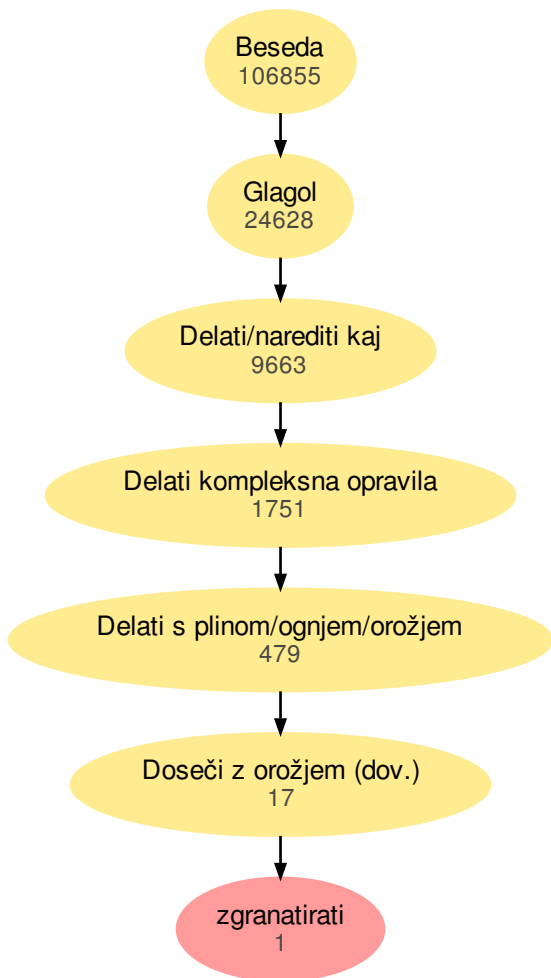 Beseda
106855
Glagol
24628
Delati/narediti kaj
9663
Delati kompleksna opravila
1751
Delati s plinom/ognjem/orožjem
479
Doseči z orožjem (dov.)
17
zgranatirati
1